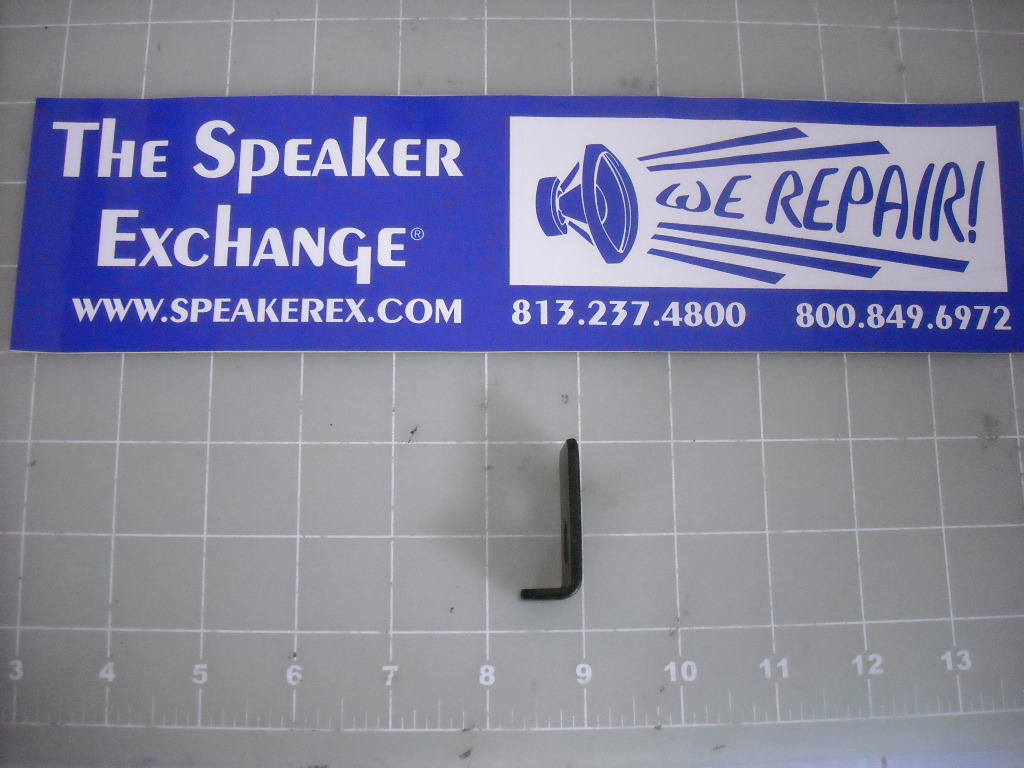 The Speaker
Exchange®
WWW.SPEAKEREX.COM
WE REPAIR!
813.237.4800 800.849.6972
3 4 5 6 7 8 9 10 11 12 13